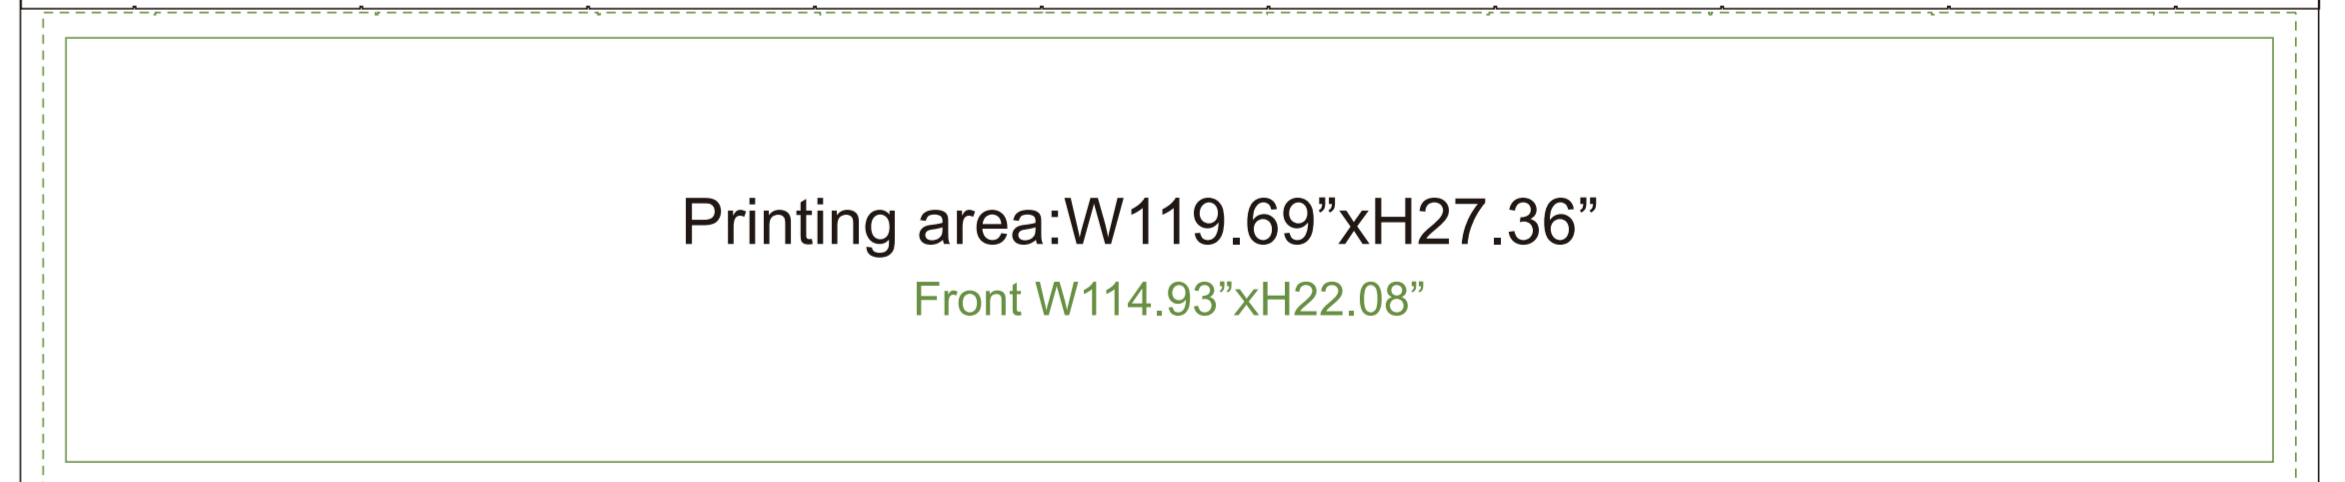 Printing area:W119.69”xH27.36”
Front W114.93”xH22.08”